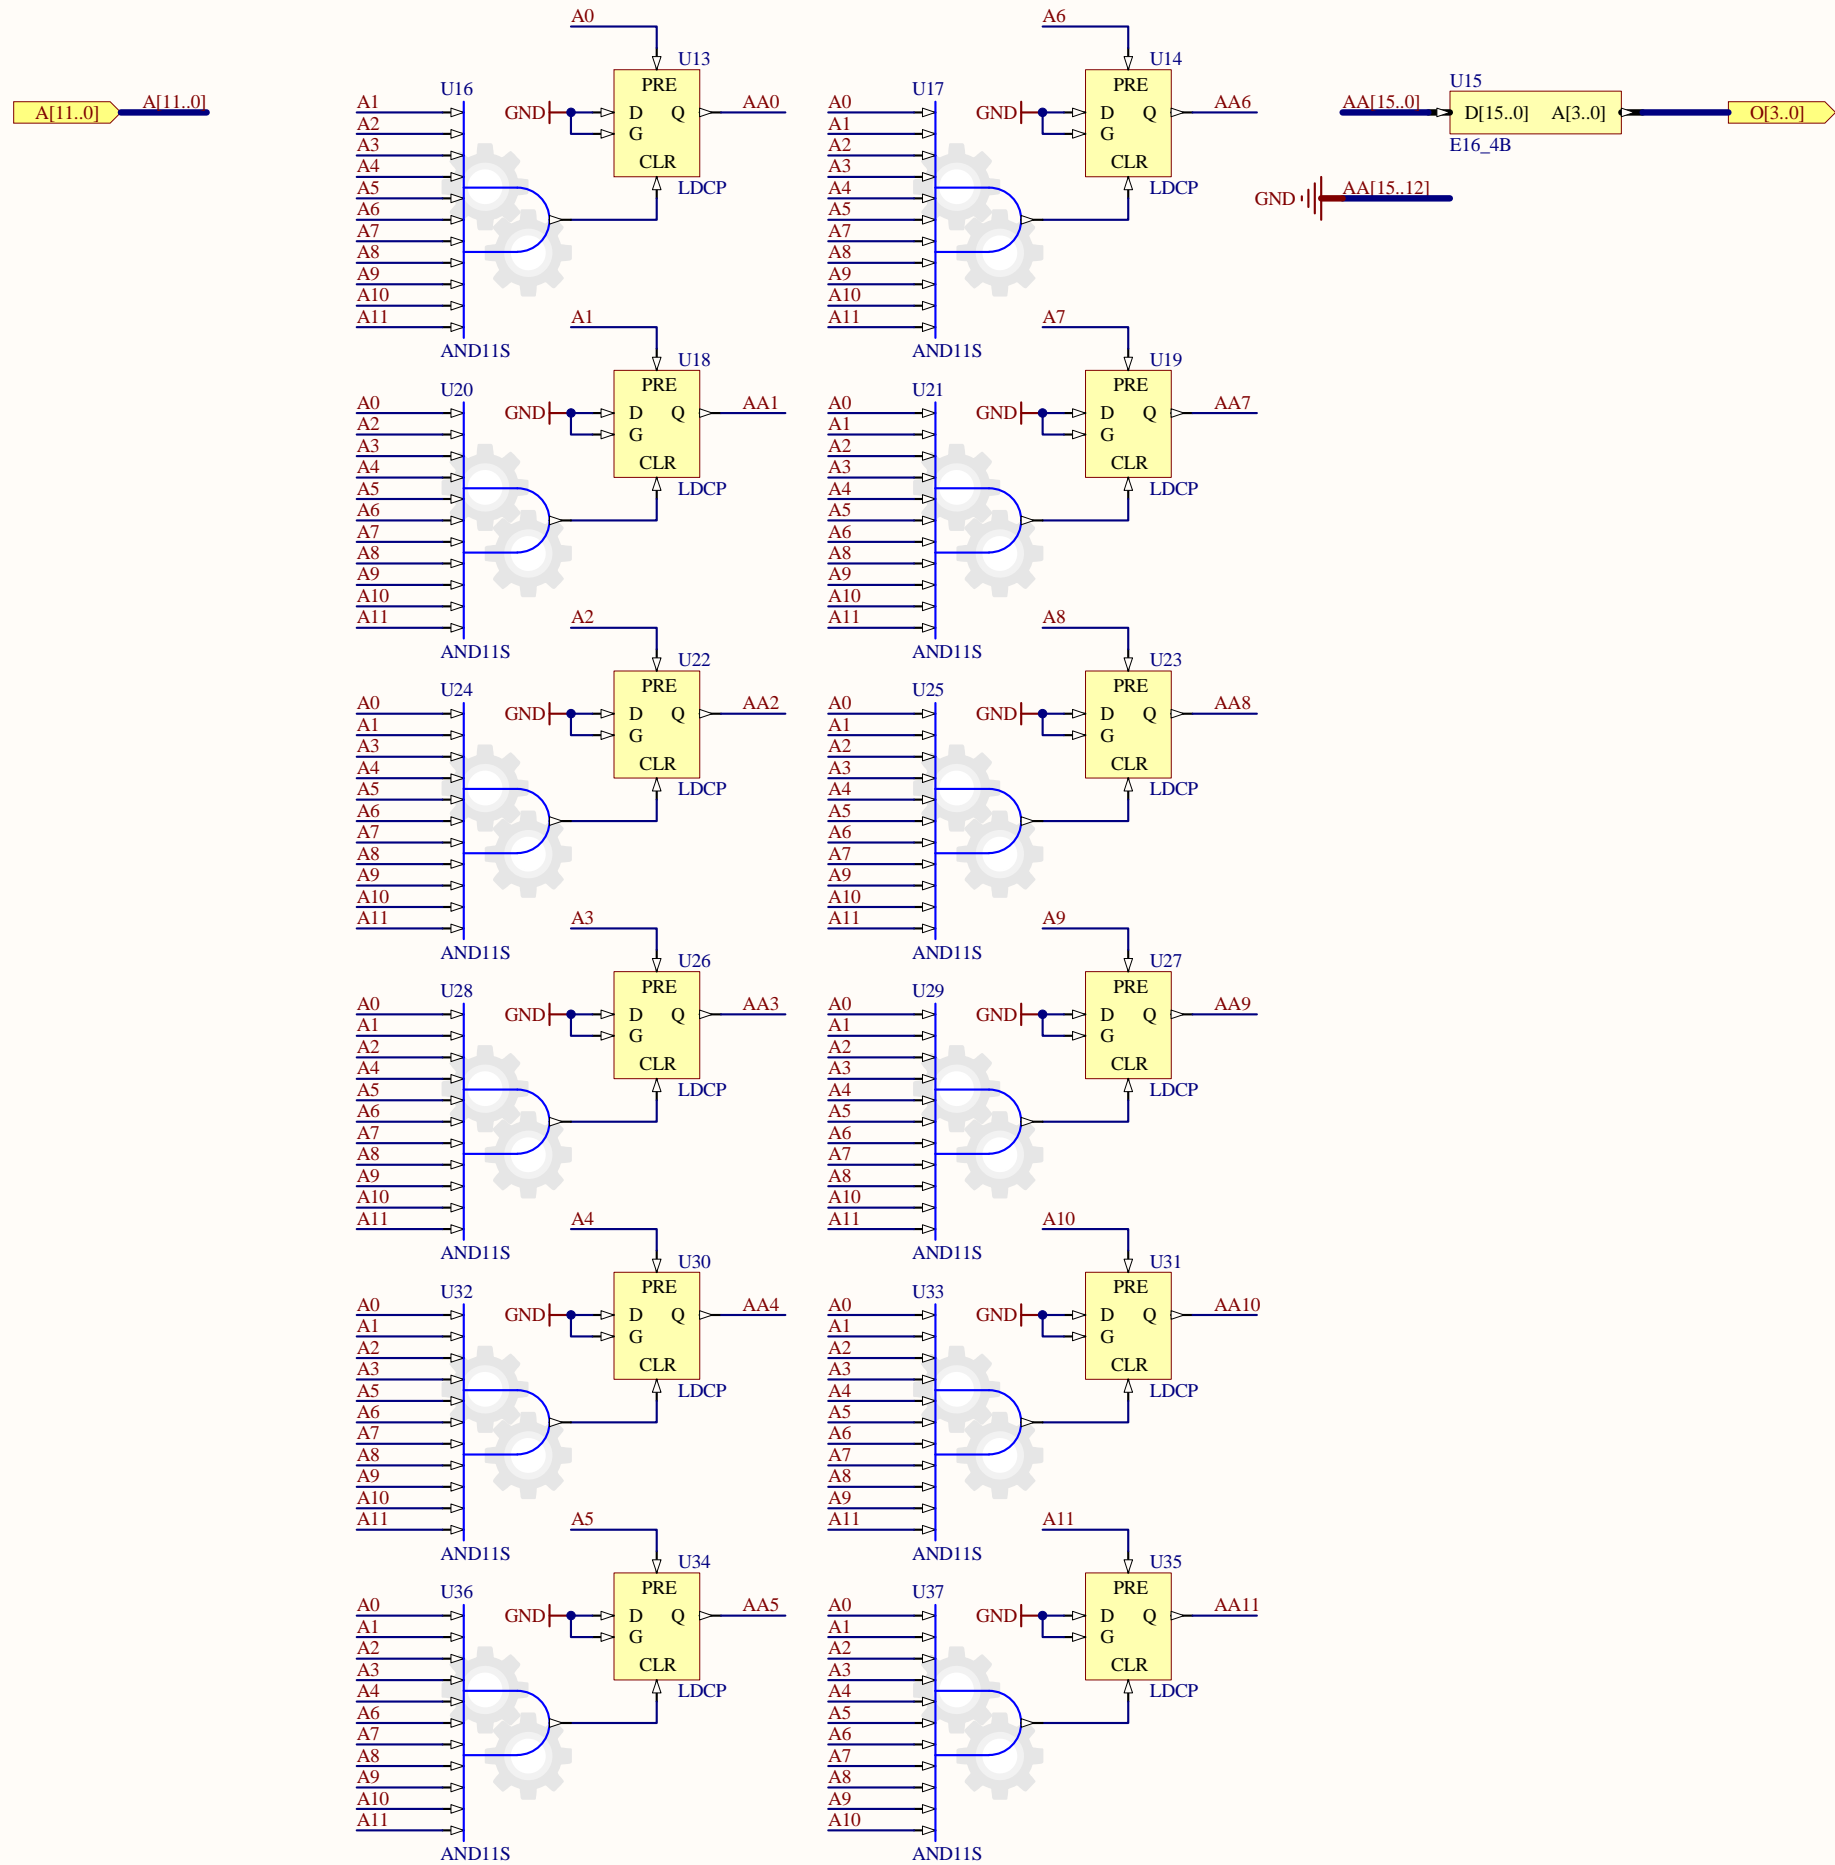 A[11..0] A[11..0]
A0
U13
PRE
GND D Q AA0
G
CLR
LDCP
U16
A1
A2
A3
A4
A5
A6
A7
A8
A9
A10
A11
AND11S
A6
U14
PRE
GND D Q AA6
G
CLR
LDCP
U17
A0
A1
A2
A3
A4
A5
A7
A8
A9
A10
A11
AND11S
U15
AA[15..0] D[15..0] A[3..0] O[3..0]
E16_4B
GND AA[15..12]
A1
U18
PRE
GND D Q AA1
G
CLR
LDCP
U20
A0
A2
A3
A4
A5
A6
A7
A8
A9
A10
A11
AND11S
A7
U19
PRE
GND D Q AA7
G
CLR
LDCP
U21
A0
A1
A2
A3
A4
A5
A6
A8
A9
A10
A11
AND11S
A2
U22
PRE
GND D Q AA2
G
CLR
LDCP
U24
A0
A1
A3
A4
A5
A6
A7
A8
A9
A10
A11
AND11S
A8
U23
PRE
GND D Q AA8
G
CLR
LDCP
U25
A0
A1
A2
A3
A4
A5
A6
A7
A9
A10
A11
AND11S
A3
U26
PRE
GND D Q AA3
G
CLR
LDCP
U28
A0
A1
A2
A4
A5
A6
A7
A8
A9
A10
A11
AND11S
A9
U27
PRE
GND D Q AA9
G
CLR
LDCP
U29
A0
A1
A2
A3
A4
A5
A6
A7
A8
A10
A11
AND11S
A4
U30
PRE
GND D Q AA4
G
CLR
LDCP
U32
A0
A1
A2
A3
A5
A6
A7
A8
A9
A10
A11
AND11S
A10
U31
PRE
GND D Q AA10
G
CLR
LDCP
U33
A0
A1
A2
A3
A4
A5
A6
A7
A8
A9
A11
AND11S
A5
U34
PRE
GND D Q AA5
G
CLR
LDCP
U36
A0
A1
A2
A3
A4
A6
A7
A8
A9
A10
A11
AND11S
A11
U35
PRE
GND D Q AA11
G
CLR
LDCP
U37
A0
A1
A2
A3
A4
A5
A6
A7
A8
A9
A10
AND11S